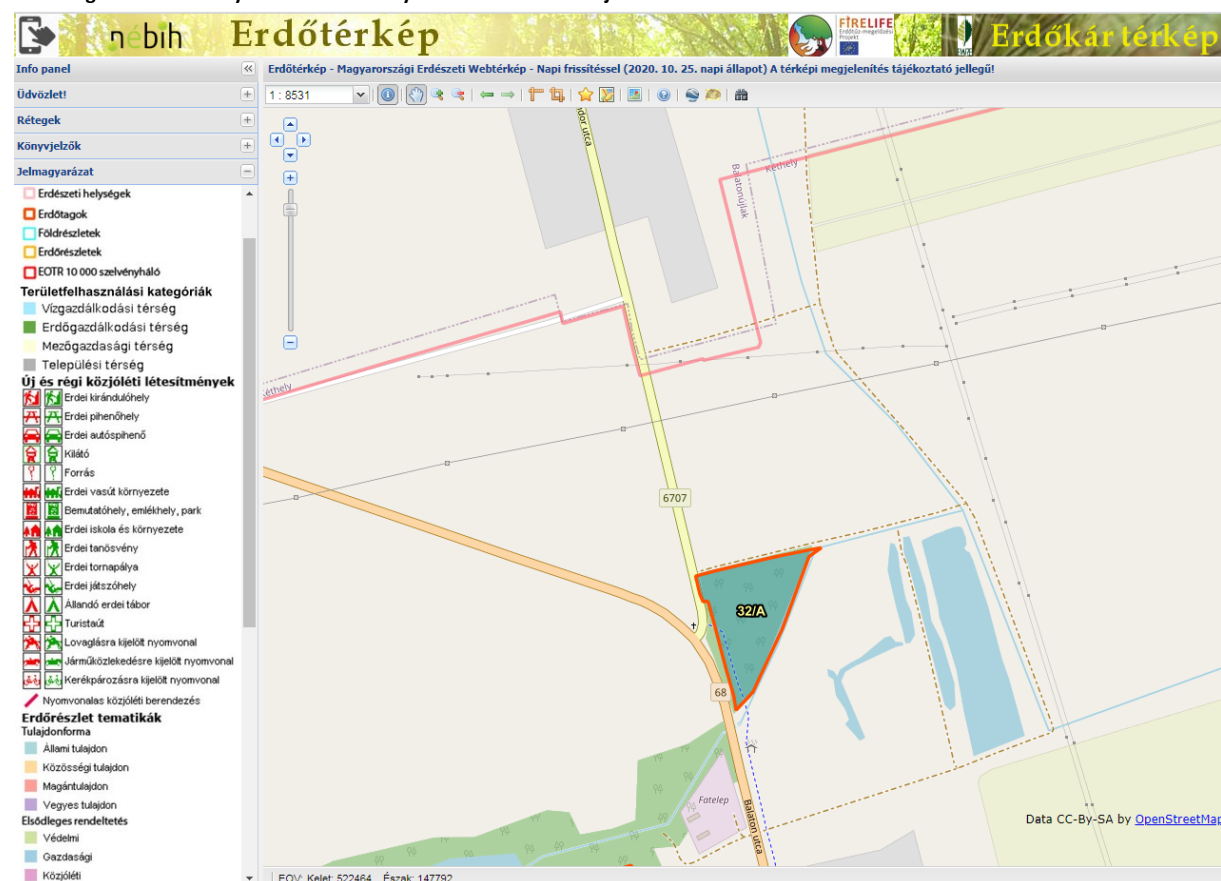 nébih Erdőtérkép
FIRELIFE
Erdőtűz-megelőzési
Projekt
Erdőkár térkép
Info panel
Erdőtérkép - Magyarországi Erdészeti Webtérkép - Napi frissítéssel (2020. 10. 25. napi állapot) A térképi megjelenítés tájékoztató jellegű!
Üdvözlet!
1 : 8531
Rétegek
Könyvjelzők
Jelmagyarázat
Erdészeti helységek
Erdőtagok
Földrészletek
Erdőrészletek
EOTR 10 000 szelvényháló
Területfelhasználási kategóriák
Vízgazdálkodási térség
Erdőgazdálkodási térség
Mezőgazdasági térség
Települési térség
Új és régi közjóléti létesítmények
Erdei kirándulóhely
Erdei pihenőhely
Erdei autóspihenő
Kilátó
Forrás
Erdei vasút környezete
Bemutatóhely, emlékhely, park
Erdei iskola és környezete
Erdei tanösvény
Erdei tornapálya
Erdei játszóhely
Állandó erdei tábor
Turistaút
Lovaglásra kijelölt nyomvonal
Járműközlekedésre kijelölt nyomvonal
Kerékpározásra kijelölt nyomvonal
Nyomvonalas közjóléti berendezés
Erdőrészlet tematikák
Tulajdonforma
Állami tulajdon
Közösségi tulajdon
Magántulajdon
Vegyes tulajdon
Elsődleges rendeltetés
Védelmi
Gazdasági
Közjóléti
dor utca
Kéthely
Balatonújlak
éthely
6707
32/A
68
Fatelep
Balaton utca
Data CC-By-SA by OpenStreetMap
EOV: Kelet: 522464 Észak: 147792